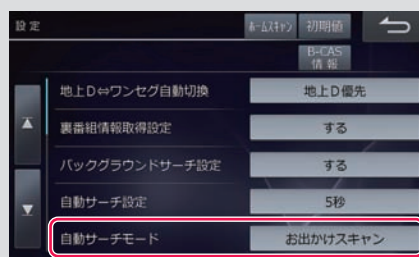 設定
ホームスキャン
初期値
B-CAS
情報
地上D⇔ワンセグ自動切換
地上D優先
裏番組情報取得設定
する
バックグラウンドサーチ設定
する
自動サーチ設定
5秒
自動サーチモード
お出かけスキャン